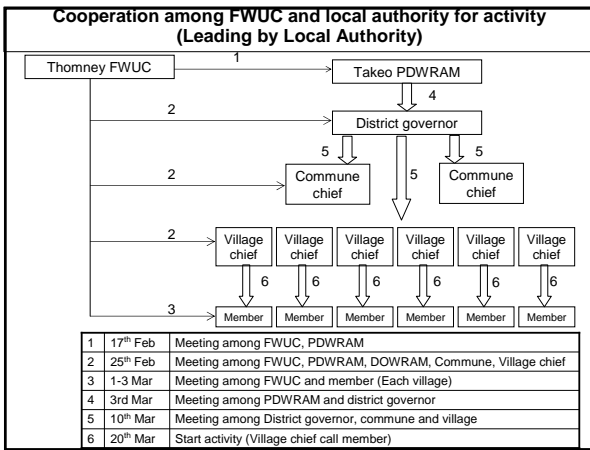 Cooperation among FWUC and local authority for activity
(Leading by Local Authority)
Thomney FWUC
1
Takeo PDWRAM
4
2
District governor
5
5
2
Commune
chief
5
Commune
chief
2
Village
chief
Village
chief
Village
chief
Village
chief
Village
chief
Village
chief
6
6
6
6
6
6
3
Member
Member
Member
Member
Member
Member
1 17th Feb Meeting among FWUC, PDWRAM
2 25th Feb Meeting among FWUC, PDWRAM, DOWRAM, Commune, Village chief
3 1-3 Mar Meeting among FWUC and member (Each village)
4 3rd Mar Meeting among PDWRAM and district governor
5 10th Mar Meeting among District governor, commune and village
6 20th Mar Start activity (Village chief call member)